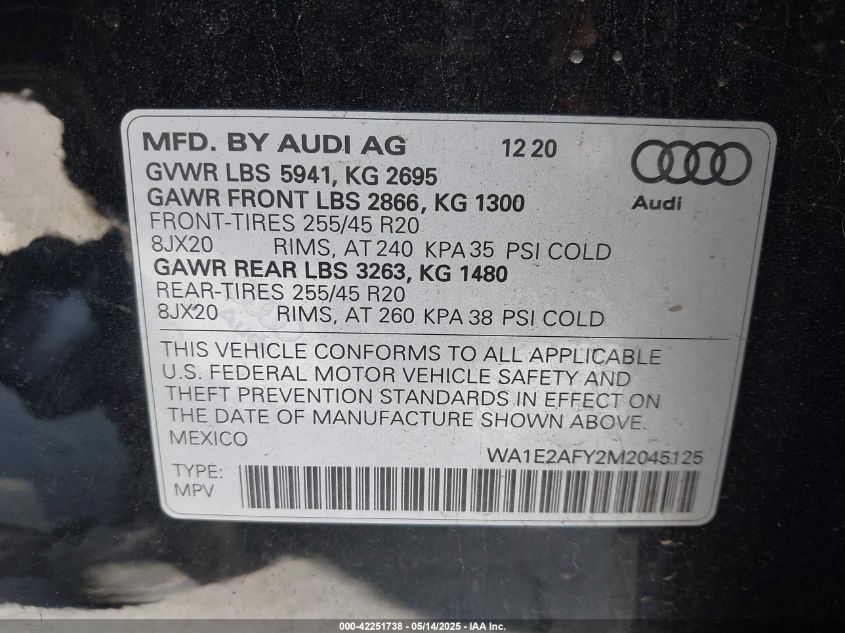 MFD. BY AUDI AG 12 20
GVWR LBS 5941, KG 2695
GAWR FRONT LBS 2866, KG 1300
Audi
FRONT-TIRES 255/45 R20
8JX20 RIMS, AT 240 KPA 35 PSI COLD
GAWR REAR LBS 3263, KG 1480
REAR-TIRES 255/45 R20
8JX20 RIMS, AT 260 KPA 38 PSI COLD
THIS VEHICLE CONFORMS TO ALL APPLICABLE
U.S. FEDERAL MOTOR VEHICLE SAFETY AND
THEFT PREVENTION STANDARDS IN EFFECT ON
THE DATE OF MANUFACTURE SHOWN ABOVE.
MEXICO
WA1E2AFY2M2045125
TYPE:
MPV
000-42251738 — 05/14/2025 — IAA Inc.